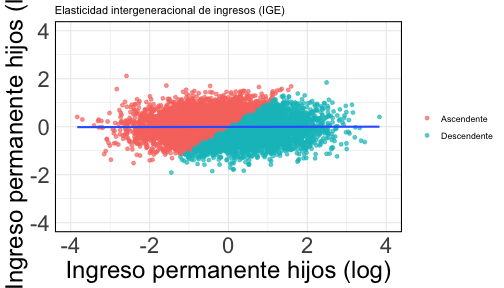 Elasticidad intergeneracional de ingresos (IGE)
Ingreso permanente hijos (l
4
2
0
-2
-4
-4 -2 0 2 4
Ingreso permanente hijos (log)
Ascendente
Descendente